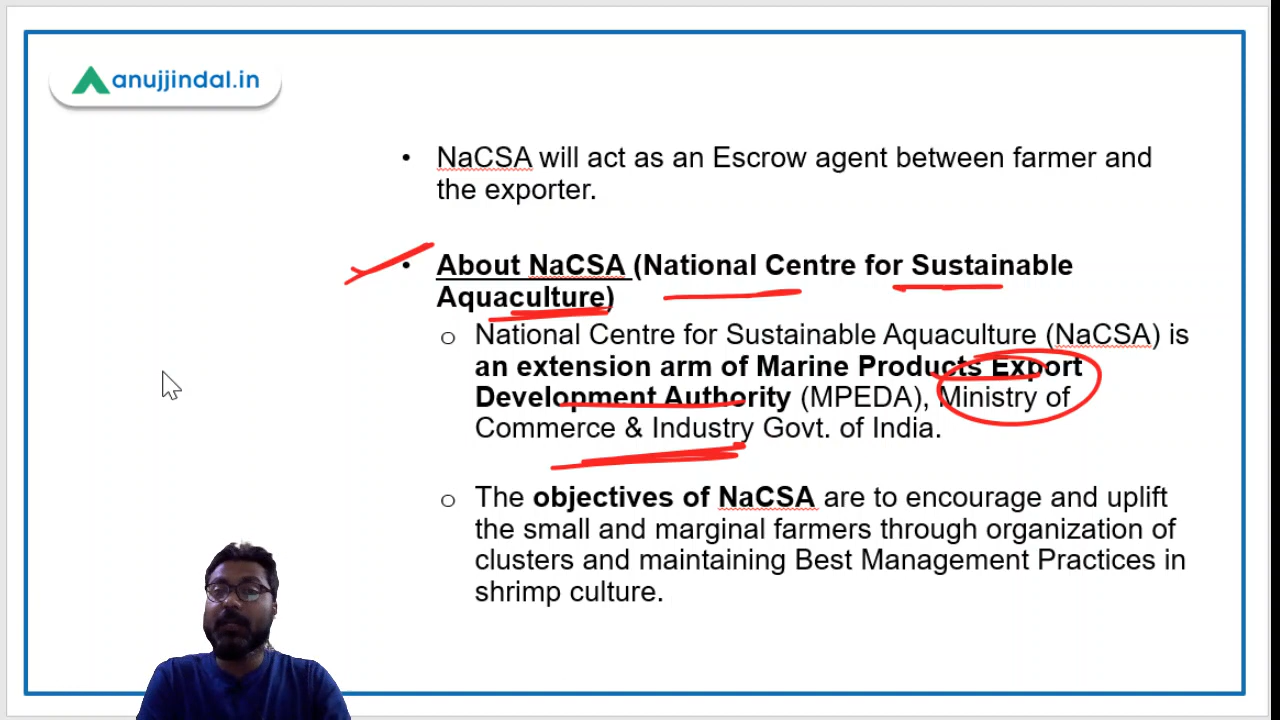 anujjindal.in
• NaCSA will act as an Escrow agent between farmer and
the exporter.
• About NaCSA (National Centre for Sustainable
Aquaculture)
o National Centre for Sustainable Aquaculture (NaCSA) is
an extension arm of Marine Products Export
Development Authority (MPEDA), Ministry of
Commerce & Industry Govt. of India.
o The objectives of NaCSA are to encourage and uplift
the small and marginal farmers through organization of
clusters and maintaining Best Management Practices in
shrimp culture.